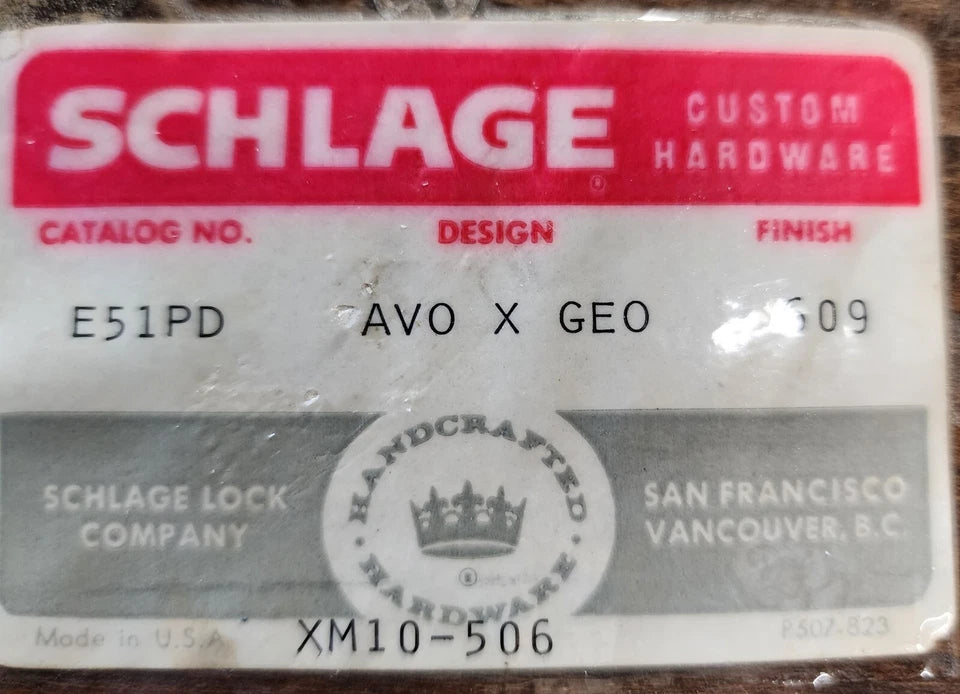 SCHLAGE ®
CUSTOM
HARDWARE
CATALOG NO. DESIGN FINISH
E51PD AVO X GEO 609
HANDCRAFTED
· HARDWARE ·
®
SCHLAGE LOCK
COMPANY
SAN FRANCISCO
VANCOUVER, B.C.
Made in U.S.A. XM10-506 P507-823